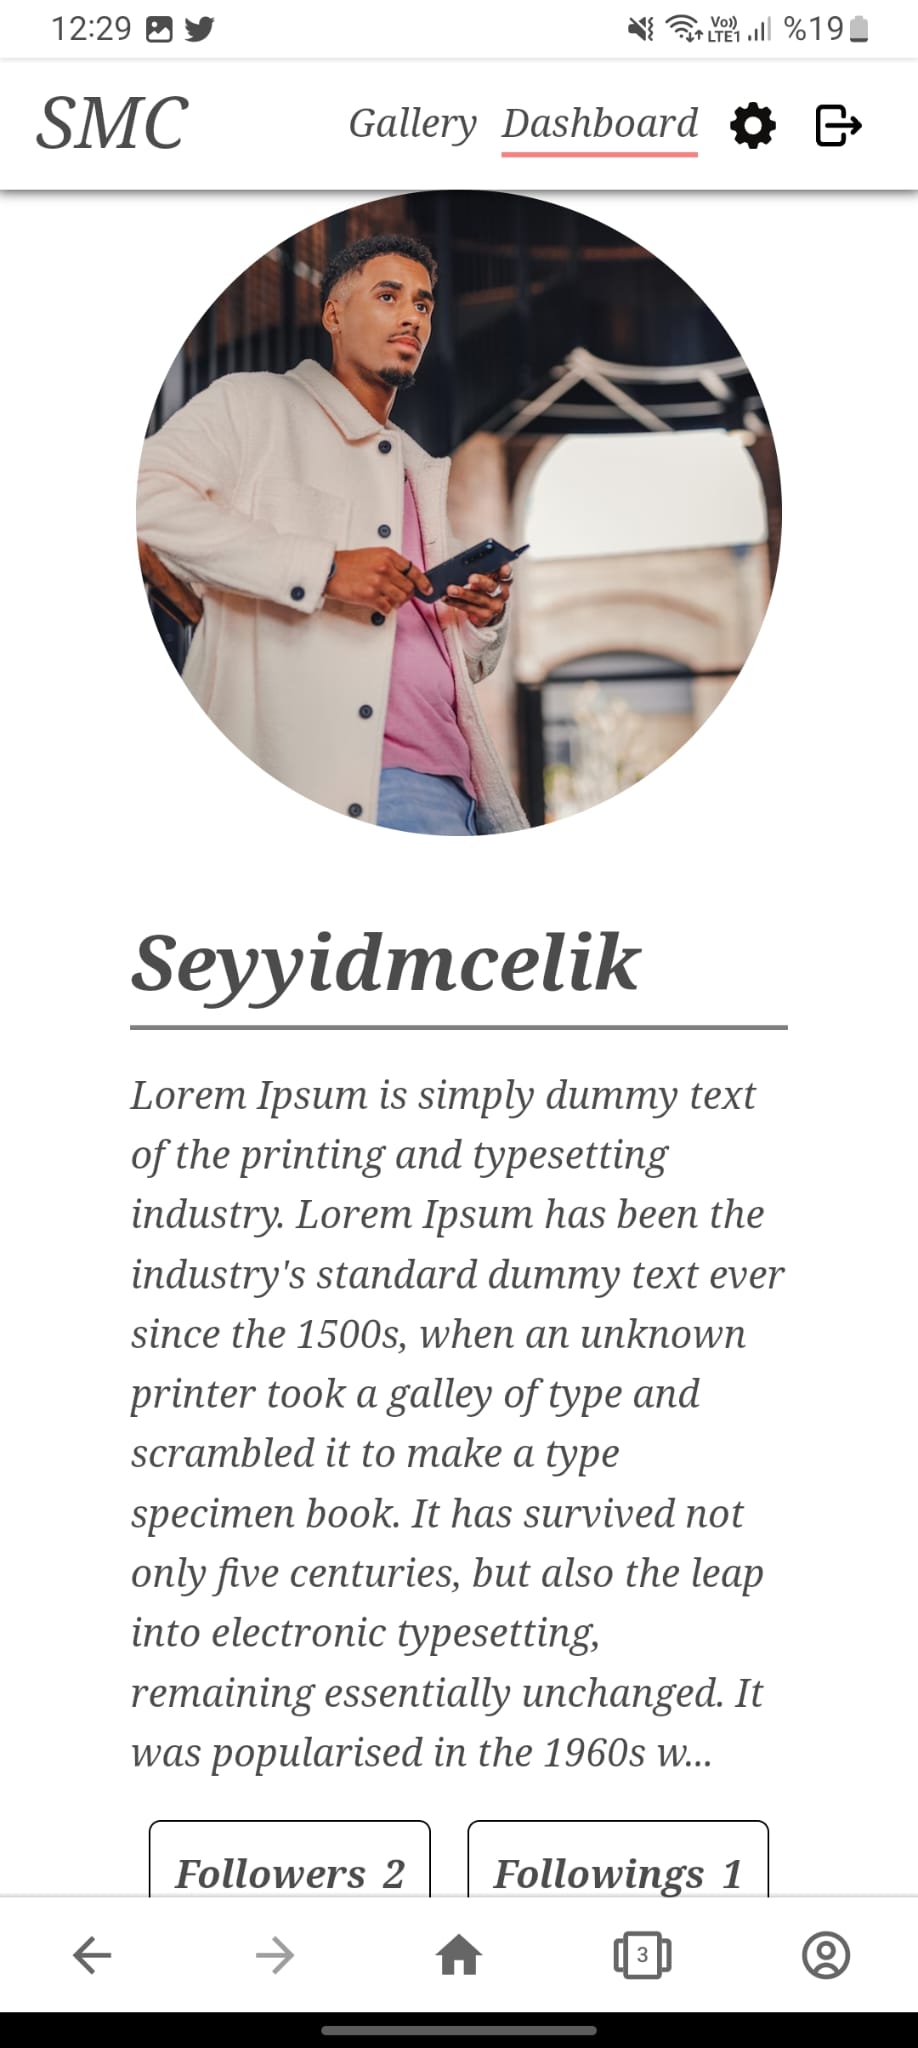 12:29
Vo))
LTE1
%19
SMC
Gallery Dashboard
Seyyidmcelik
Lorem Ipsum is simply dummy text
of the printing and typesetting
industry. Lorem Ipsum has been the
industry's standard dummy text ever
since the 1500s, when an unknown
printer took a galley of type and
scrambled it to make a type
specimen book. It has survived not
only five centuries, but also the leap
into electronic typesetting,
remaining essentially unchanged. It
was popularised in the 1960s w...
Followers 2 Followings 1
3